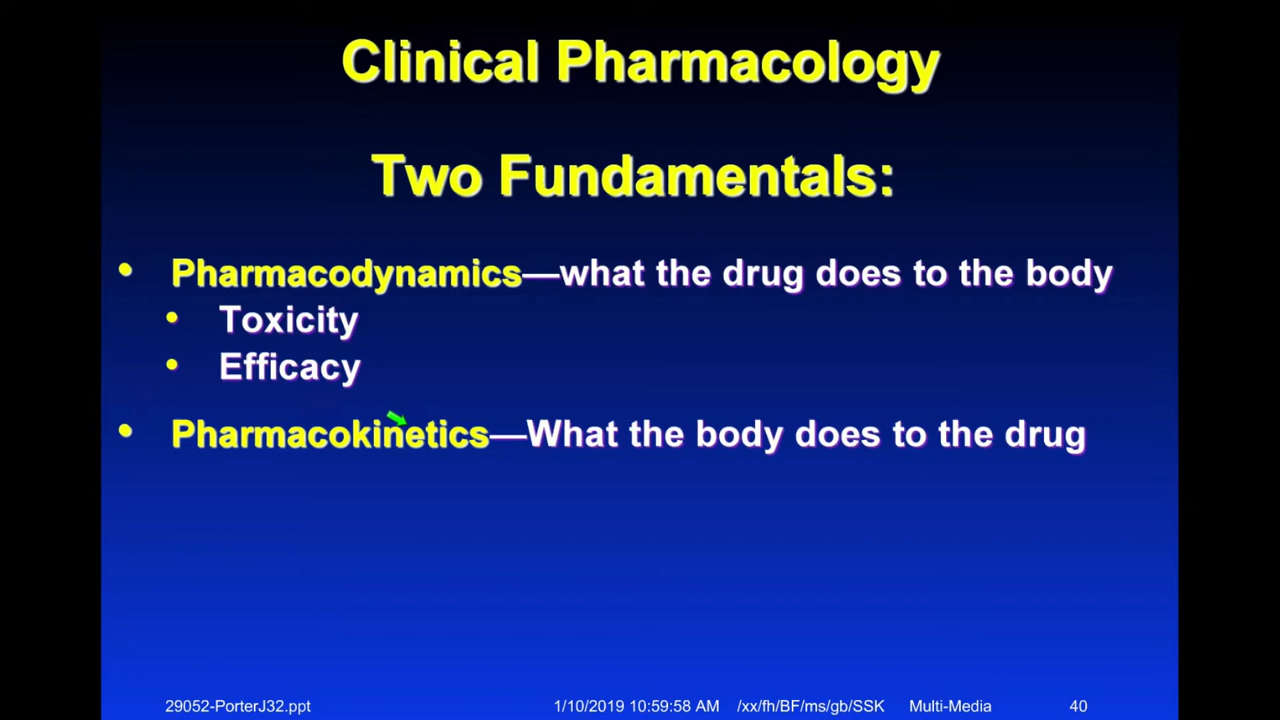 Clinical Pharmacology
Two Fundamentals:
• Pharmacodynamics—what the drug does to the body
• Toxicity
• Efficacy
• Pharmacokinetics—What the body does to the drug
29052-PorterJ32.ppt 1/10/2019 10:59:58 AM /xx/fh/BF/ms/gb/SSK Multi-Media 40